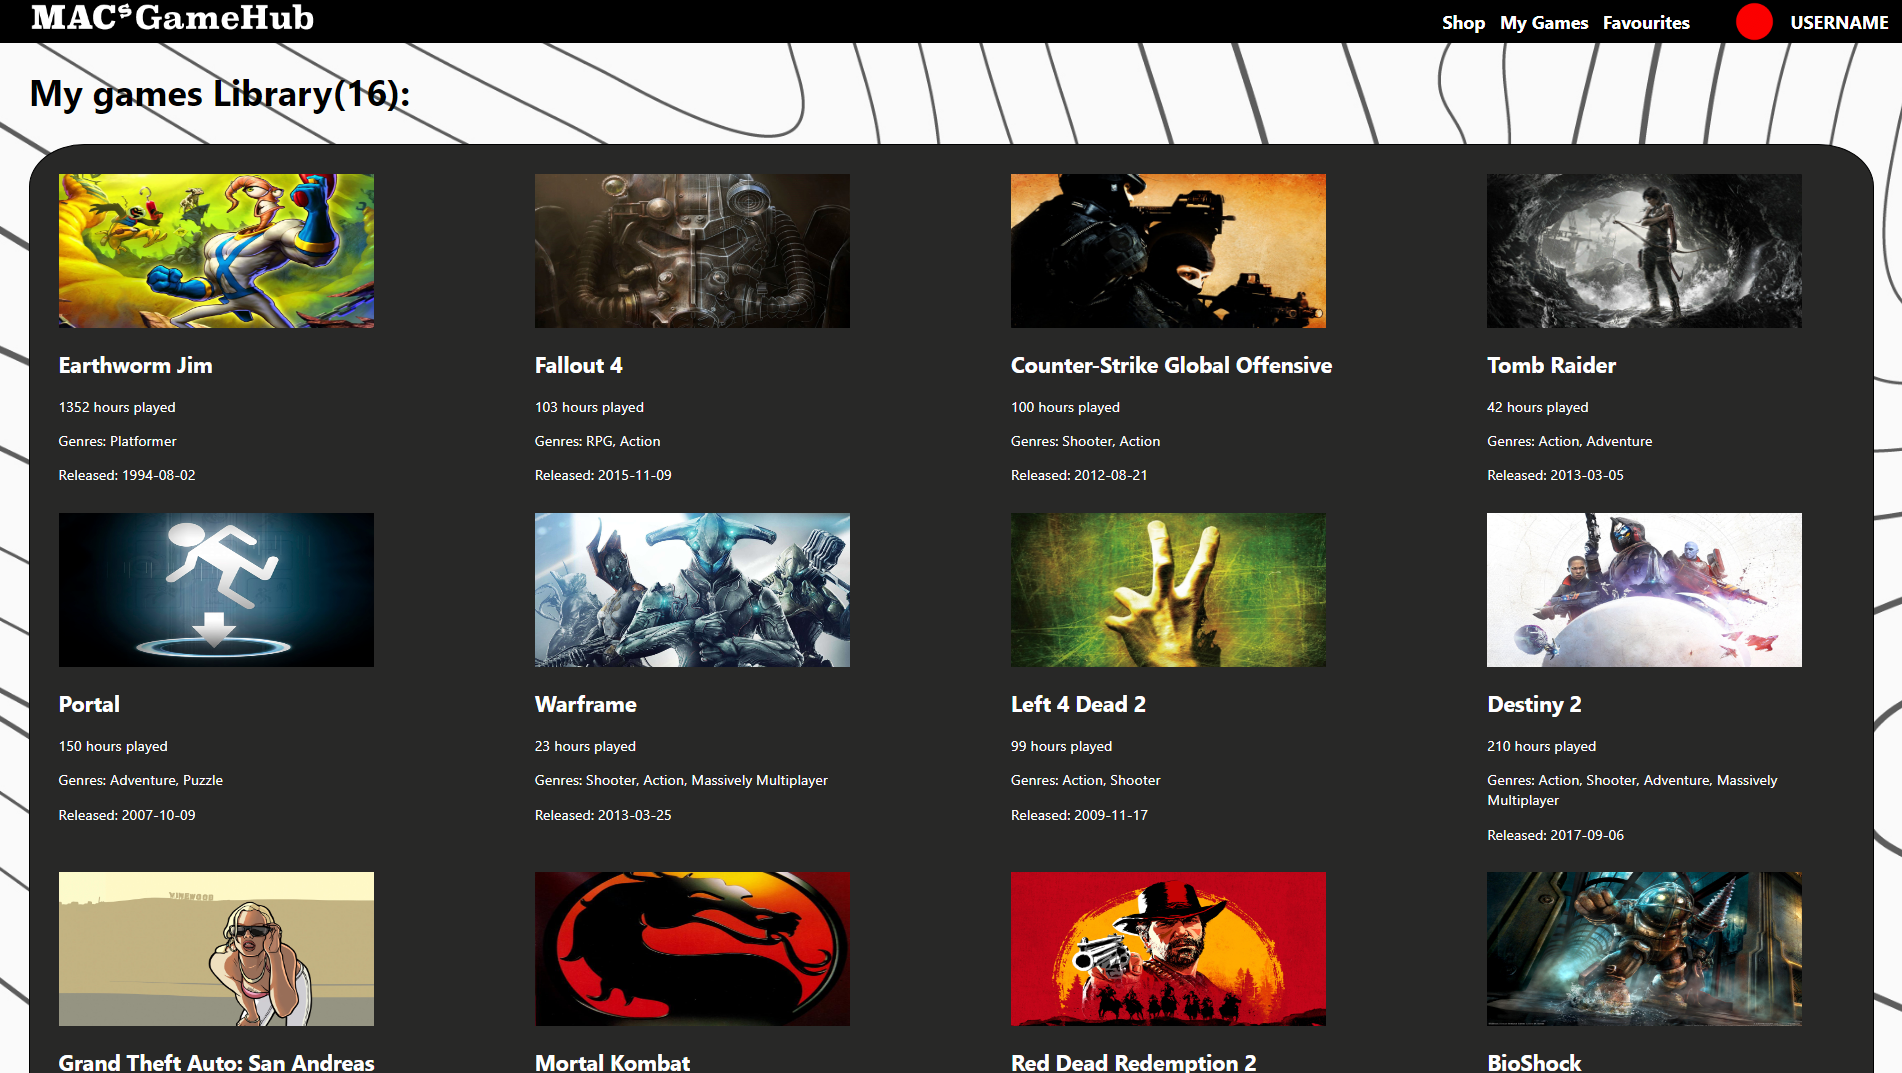 MACsGameHub
Shop My Games Favourites USERNAME
My games Library(16):
Earthworm Jim
1352 hours played
Genres: Platformer
Released: 1994-08-02
Fallout 4
103 hours played
Genres: RPG, Action
Released: 2015-11-09
Counter-Strike Global Offensive
100 hours played
Genres: Shooter, Action
Released: 2012-08-21
Tomb Raider
42 hours played
Genres: Action, Adventure
Released: 2013-03-05
Portal
150 hours played
Genres: Adventure, Puzzle
Released: 2007-10-09
Warframe
23 hours played
Genres: Shooter, Action, Massively Multiplayer
Released: 2013-03-25
Left 4 Dead 2
99 hours played
Genres: Action, Shooter
Released: 2009-11-17
Destiny 2
210 hours played
Genres: Action, Shooter, Adventure, Massively
Multiplayer
Released: 2017-09-06
VINEWOOD
Grand Theft Auto: San Andreas
Mortal Kombat
Red Dead Redemption 2
BioShock